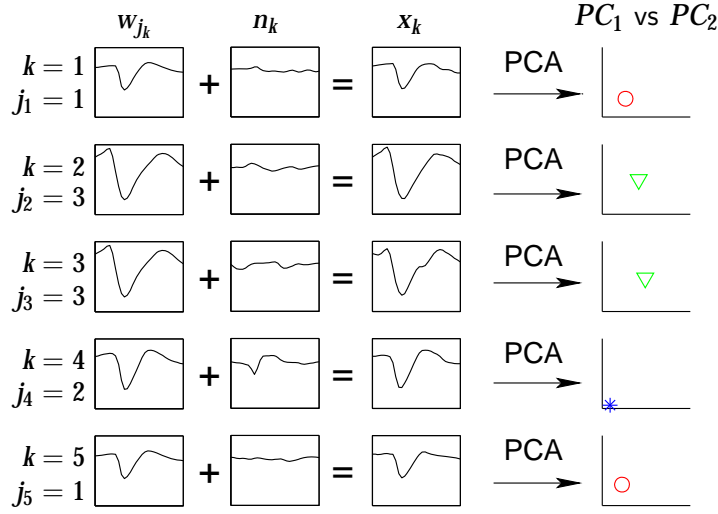 w_{j_k} n_k x_k PC_1 vs PC_2
k = 1
j_1 = 1
+ = PCA
k = 2
j_2 = 3
+ = PCA
k = 3
j_3 = 3
+ = PCA
k = 4
j_4 = 2
+ = PCA
k = 5
j_5 = 1
+ = PCA